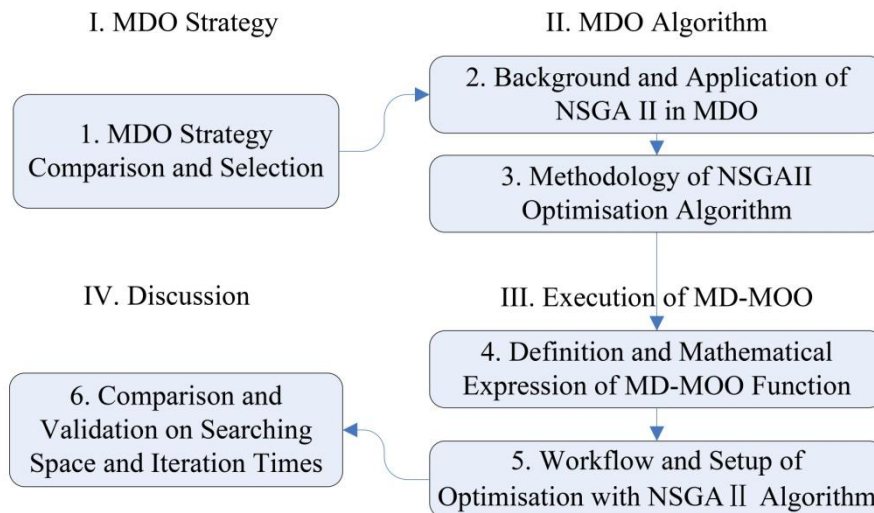 I. MDO Strategy
1. MDO Strategy
Comparison and Selection
II. MDO Algorithm
2. Background and Application of
NSGA II in MDO
3. Methodology of NSGAII
Optimisation Algorithm
III. Execution of MD-MOO
4. Definition and Mathematical
Expression of MD-MOO Function
5. Workflow and Setup of
Optimisation with NSGAⅡ Algorithm
IV. Discussion
6. Comparison and
Validation on Searching
Space and Iteration Times